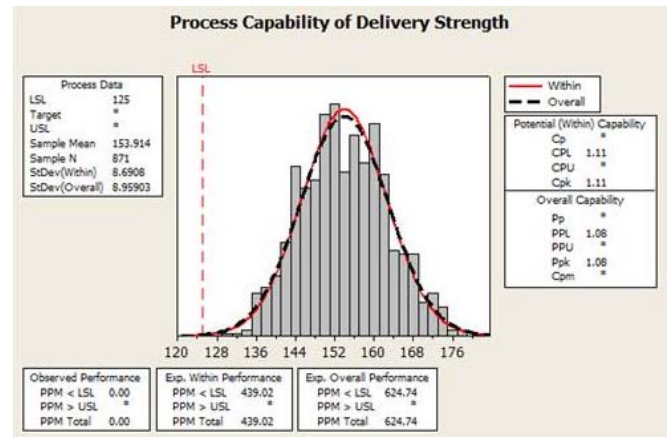 Process Capability of Delivery Strength
LSL
Process Data
LSL 125
Target *
USL *
Sample Mean 153.914
Sample N 871
StDev(Within) 8.6908
StDev(Overall) 8.95903
Within
Overall
Potential (Within) Capability
Cp *
CPL 1.11
CPU *
Cpk 1.11
Overall Capability
Pp *
PPL 1.08
PPU *
Ppk 1.08
Cpm *
120 128 136 144 152 160 168 176
Observed Performance
PPM < LSL 0.00
PPM > USL *
PPM Total 0.00
Exp. Within Performance
PPM < LSL 439.02
PPM > USL *
PPM Total 439.02
Exp. Overall Performance
PPM < LSL 624.74
PPM > USL *
PPM Total 624.74